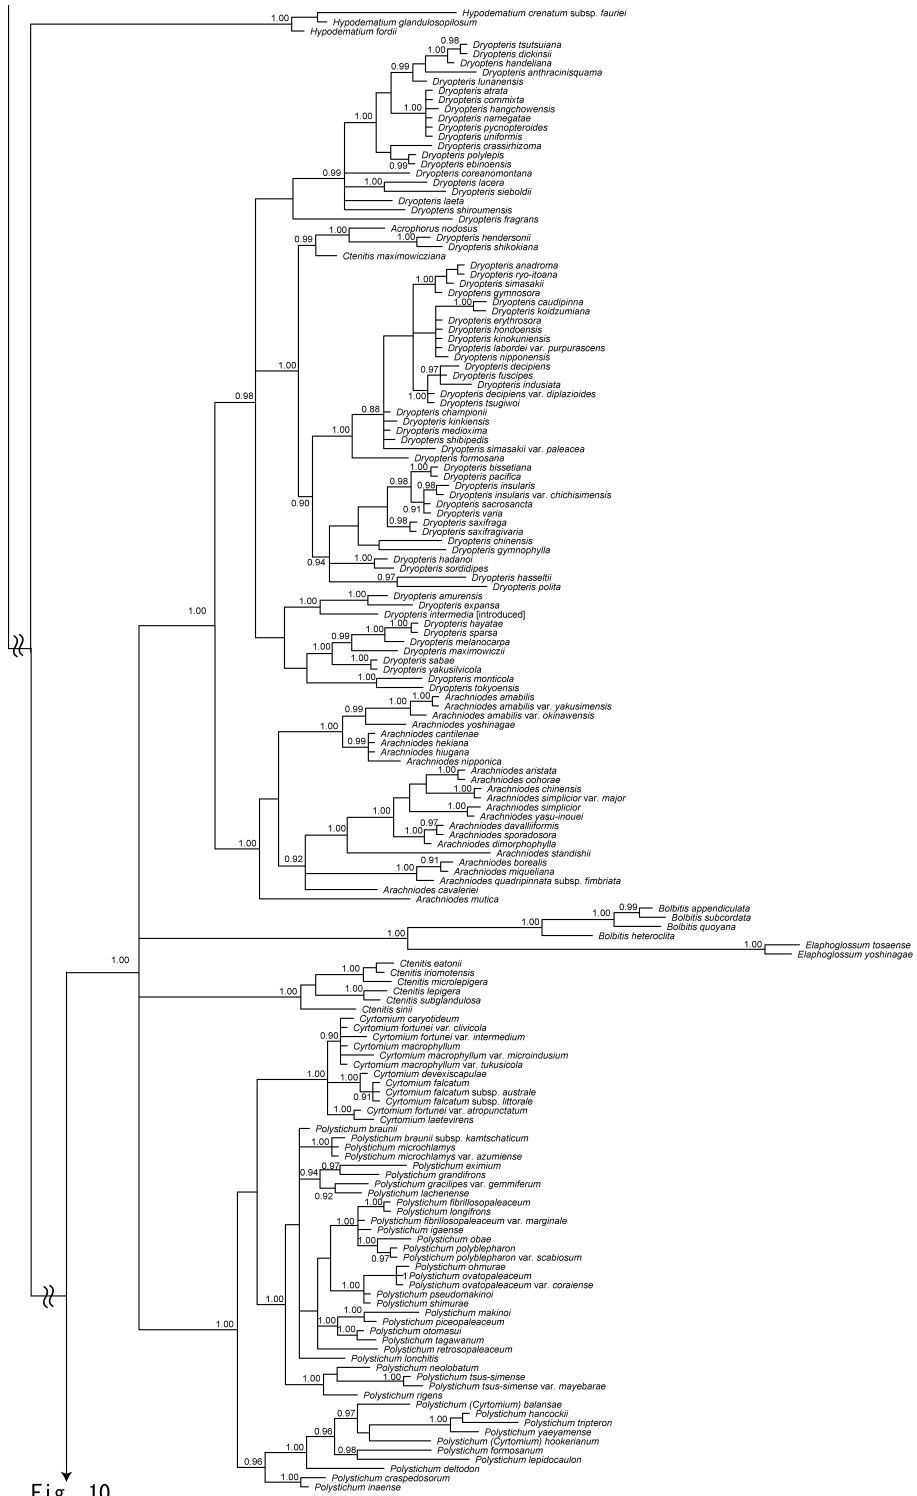 Hypodematium crenatum subsp. fauriei
1.00
Hypodematium glandulosopilosum
Hypodematium fordii
0.98
Dryopteris tsutsuiana
1.00
Dryopteris dickinsii
Dryopteris handeliana
0.99
Dryopteris anthracinisquama
Dryopteris lunanensis
Dryopteris atrata
Dryopteris commixta
1.00
Dryopteris hangchowensis
1.00
Dryopteris namegatae
Dryopteris pycnopteroides
Dryopteris uniformis
Dryopteris crassirhizoma
Dryopteris polylepis
0.99
Dryopteris ebinoensis
0.99
Dryopteris coreanomontana
1.00
Dryopteris lacera
Dryopteris sieboldii
Dryopteris laeta
Dryopteris shiroumensis
Dryopteris fragrans
1.00
Acrophorus nodosus
0.99
1.00
Dryopteris hendersonii
Dryopteris shikokiana
Ctenitis maximowicziana
Dryopteris anadroma
Dryopteris ryo-itoana
1.00
Dryopteris simasakii
Dryopteris gymnosora
1.00
Dryopteris caudipinna
Dryopteris koidzumiana
Dryopteris erythrosora
Dryopteris hondoensis
Dryopteris kinokuniensis
Dryopteris labordei var. purpurascens
Dryopteris nipponensis
1.00
0.97
Dryopteris decipiens
Dryopteris fuscipes
Dryopteris indusiata
1.00
Dryopteris decipiens var. diplazioides
0.98
Dryopteris tsugiwoi
0.88
Dryopteris championii
1.00
Dryopteris kinkiensis
Dryopteris medioxima
Dryopteris shibipedis
Dryopteris simasakii var. paleacea
Dryopteris formosana
1.00
Dryopteris bissetiana
Dryopteris pacifica
0.98
0.98
Dryopteris insularis
Dryopteris insularis var. chichisimensis
0.90
Dryopteris sacrosancta
0.91
Dryopteris varia
0.98
Dryopteris saxifraga
Dryopteris saxifragivaria
Dryopteris chinensis
Dryopteris gymnophylla
0.94
1.00
Dryopteris hadanoi
Dryopteris sordidipes
0.97
Dryopteris hasseltii
Dryopteris polita
1.00
Dryopteris amurensis
1.00
1.00
Dryopteris expansa
Dryopteris intermedia [introduced]
1.00
Dryopteris hayatae
1.00
Dryopteris sparsa
0.99
Dryopteris melanocarpa
1.00
Dryopteris maximowiczii
1.00
Dryopteris sabae
Dryopteris yakusilvicola
1.00
Dryopteris monticola
Dryopteris tokyoensis
1.00
Arachniodes amabilis
Arachniodes amabilis var. yakusimensis
0.99
Arachniodes amabilis var. okinawensis
Arachniodes yoshinagae
1.00
Arachniodes cantilenae
0.99
Arachniodes hekiana
Arachniodes hiugana
Arachniodes nipponica
1.00
Arachniodes aristata
Arachniodes oohorae
1.00
Arachniodes chinensis
Arachniodes simplicior var. major
1.00
Arachniodes simplicior
1.00
Arachniodes yasu-inouei
0.97
Arachniodes davalliiformis
1.00
1.00
Arachniodes sporadosora
Arachniodes dimorphophylla
1.00
Arachniodes standishii
0.92
0.91
Arachniodes borealis
1.00
Arachniodes miqueliana
Arachniodes quadripinnata subsp. fimbriata
Arachniodes cavaleriei
Arachniodes mutica
0.99
Bolbitis appendiculata
1.00
Bolbitis subcordata
1.00
Bolbitis quoyana
1.00
Bolbitis heteroclita
1.00
Elaphoglossum tosaense
Elaphoglossum yoshinagae
1.00
Ctenitis eatonii
1.00
Ctenitis iriomotensis
Ctenitis microlepigera
1.00
1.00
Ctenitis lepigera
Ctenitis subglandulosa
Ctenitis sinii
Cyrtomium caryotideum
Cyrtomium fortunei var. clivicola
0.90
Cyrtomium fortunei var. intermedium
Cyrtomium macrophyllum
Cyrtomium macrophyllum var. microindusium
Cyrtomium macrophyllum var. tukusicola
1.00
1.00
Cyrtomium devexiscapulae
Cyrtomium falcatum
Cyrtomium falcatum subsp. australe
0.91
Cyrtomium falcatum subsp. littorale
1.00
Cyrtomium fortunei var. atropunctatum
Cyrtomium laetevirens
Polystichum braunii
1.00
Polystichum braunii subsp. kamtschaticum
Polystichum microchlamys
Polystichum microchlamys var. azumiense
0.97
Polystichum eximium
0.94
Polystichum grandifrons
Polystichum gracilipes var. gemmiferum
0.92
Polystichum lachenense
1.00
Polystichum fibrillosopaleaceum
Polystichum longifrons
1.00
Polystichum fibrillosopaleaceum var. marginale
Polystichum igaense
1.00
Polystichum obae
Polystichum polyblepharon
0.97
Polystichum polyblepharon var. scabiosum
Polystichum ohmurae
1
Polystichum ovatopaleaceum
1.00
Polystichum ovatopaleaceum var. coraiense
Polystichum pseudomakinoi
1.00
Polystichum shimurae
1.00
Polystichum makinoi
1.00
Polystichum piceopaleaceum
1.00
1.00
Polystichum otomasui
Polystichum tagawanum
Polystichum retrosopaleaceum
Polystichum lonchitis
Polystichum neolobatum
1.00
1.00
Polystichum tsus-simense
Polystichum tsus-simense var. mayebarae
Polystichum rigens
Polystichum (Cyrtomium) balansae
0.97
Polystichum hancockii
1.00
Polystichum tripteron
0.96
Polystichum yaeyamense
Polystichum (Cyrtomium) hookerianum
1.00
0.98
Polystichum formosanum
Polystichum lepidocaulon
0.96
Polystichum deltodon
1.00
Polystichum craspedosorum
Polystichum inaense
Fig. 10